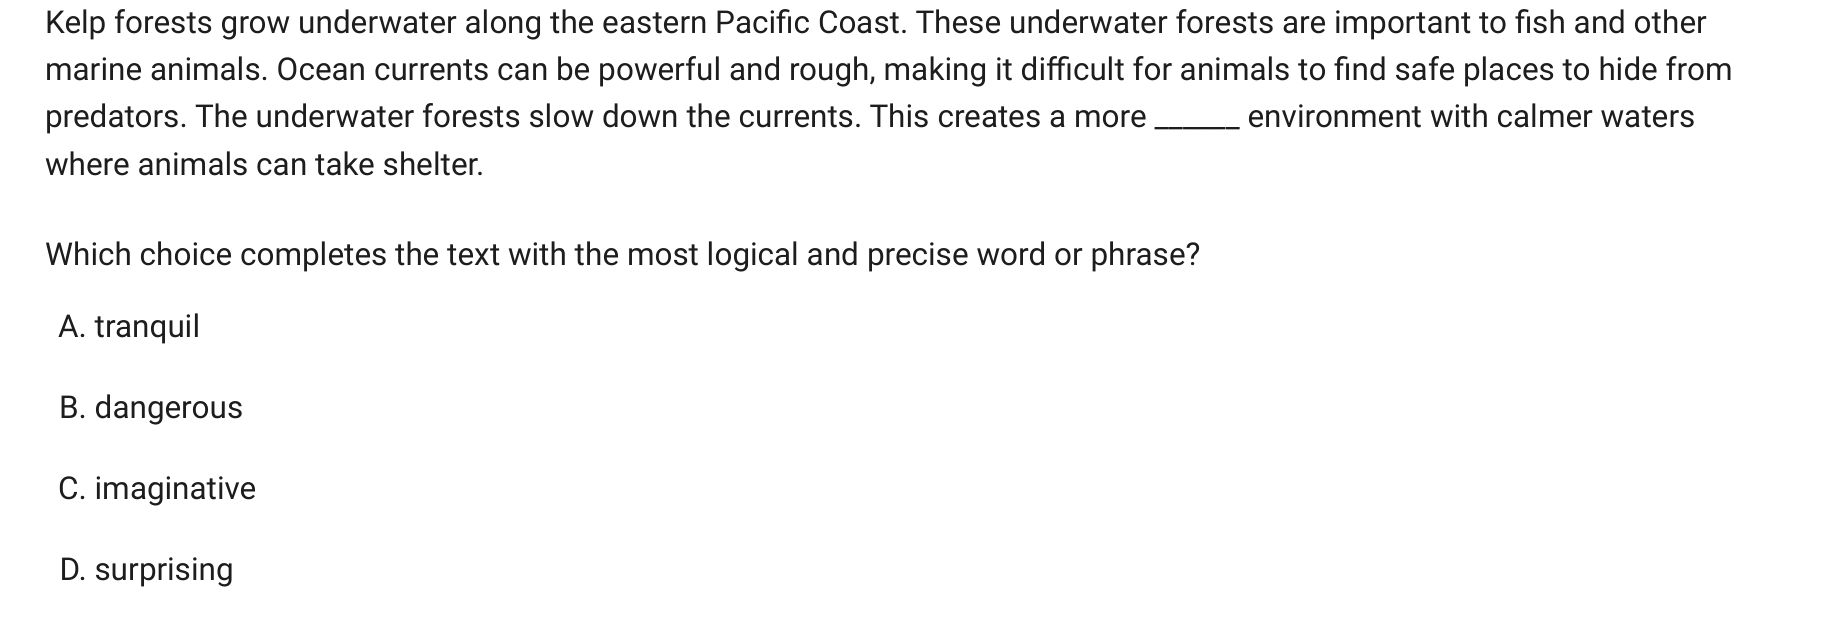 Kelp forests grow underwater along the eastern Pacific Coast. These underwater forests are important to fish and other
marine animals. Ocean currents can be powerful and rough, making it difficult for animals to find safe places to hide from
predators. The underwater forests slow down the currents. This creates a more ______ environment with calmer waters
where animals can take shelter.
Which choice completes the text with the most logical and precise word or phrase?
A. tranquil
B. dangerous
C. imaginative
D. surprising